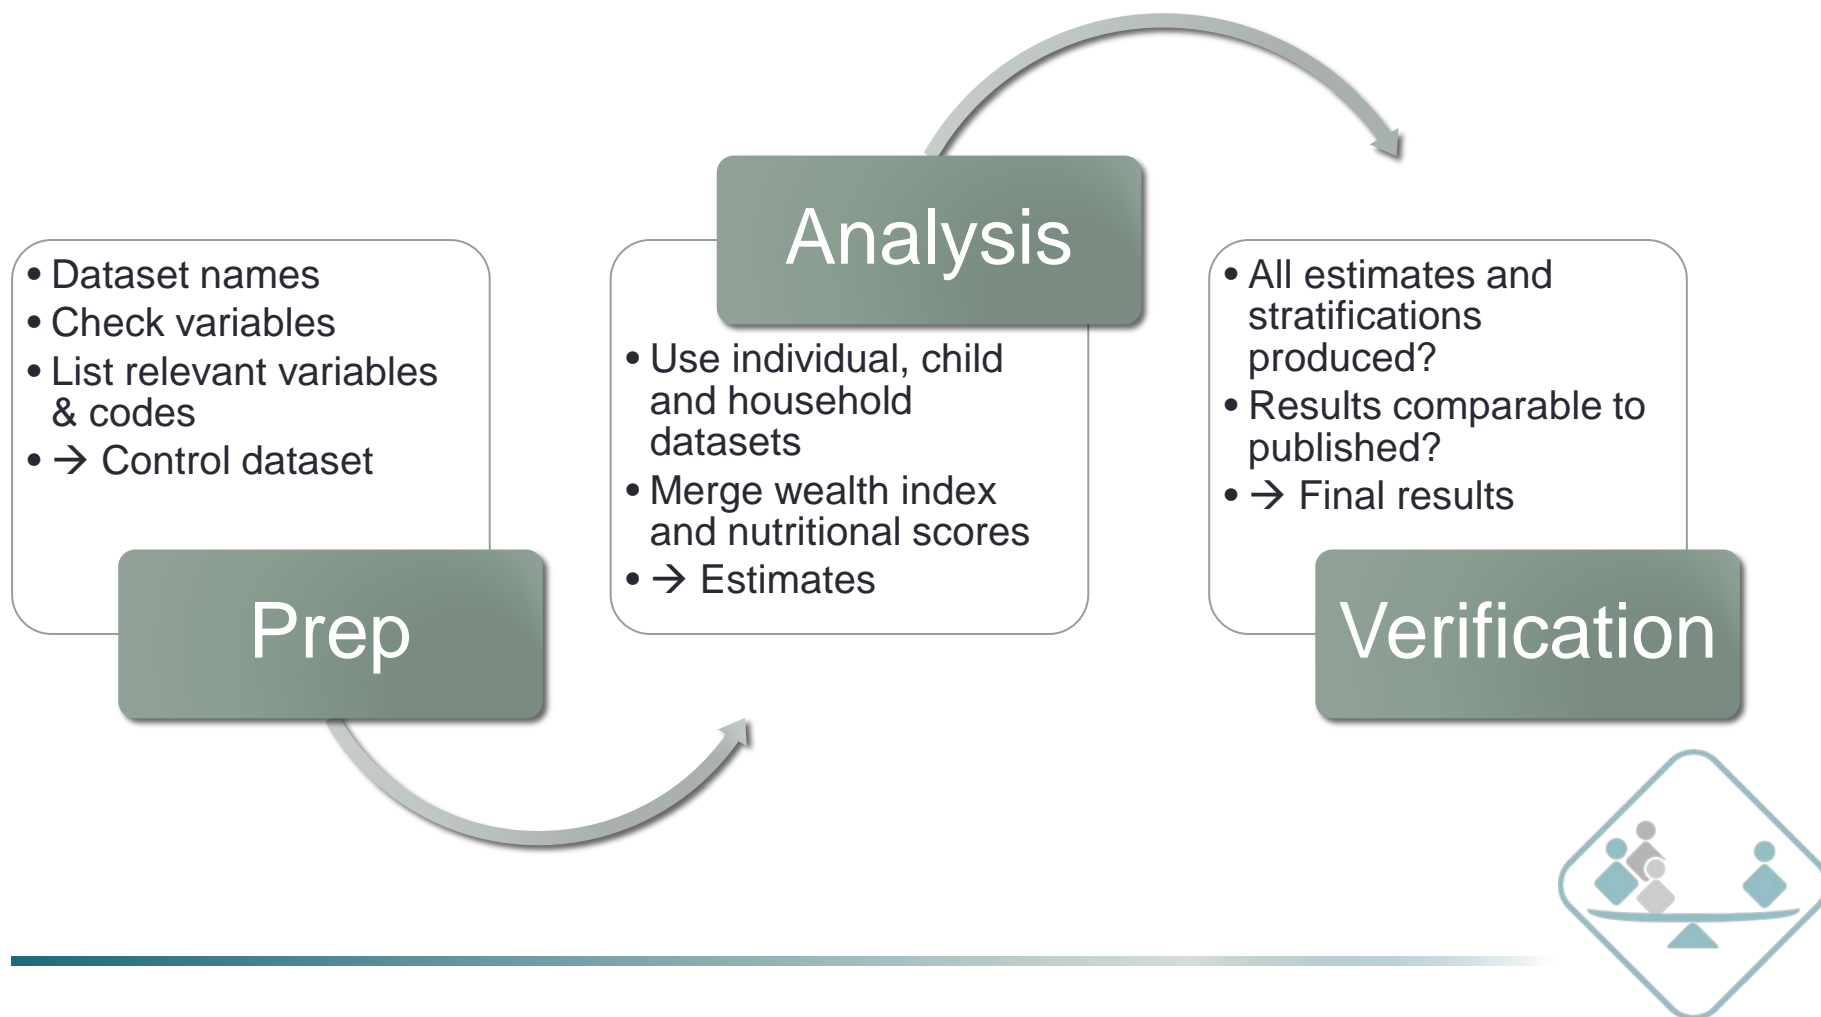 • Dataset names
• Check variables
• List relevant variables
& codes
• → Control dataset
Prep
Analysis
• Use individual, child
and household
datasets
• Merge wealth index
and nutritional scores
• → Estimates
• All estimates and
stratifications
produced?
• Results comparable to
published?
• → Final results
Verification